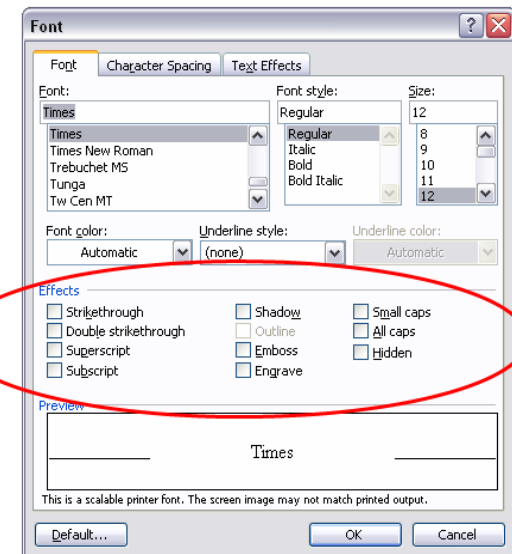 Font
Font Character Spacing Text Effects
Font: Font style: Size:
Times Regular 12
Times Regular 8
Times New Roman Italic 9
Trebuchet MS Bold 10
Tunga Bold Italic 11
Tw Cen MT 12
Font color: Underline style: Underline color:
Automatic (none) Automatic
Effects
Strikethrough Shadow Small caps
Double strikethrough Outline All caps
Superscript Emboss Hidden
Subscript Engrave
Preview
Times
This is a scalable printer font. The screen image may not match printed output.
Default... OK Cancel